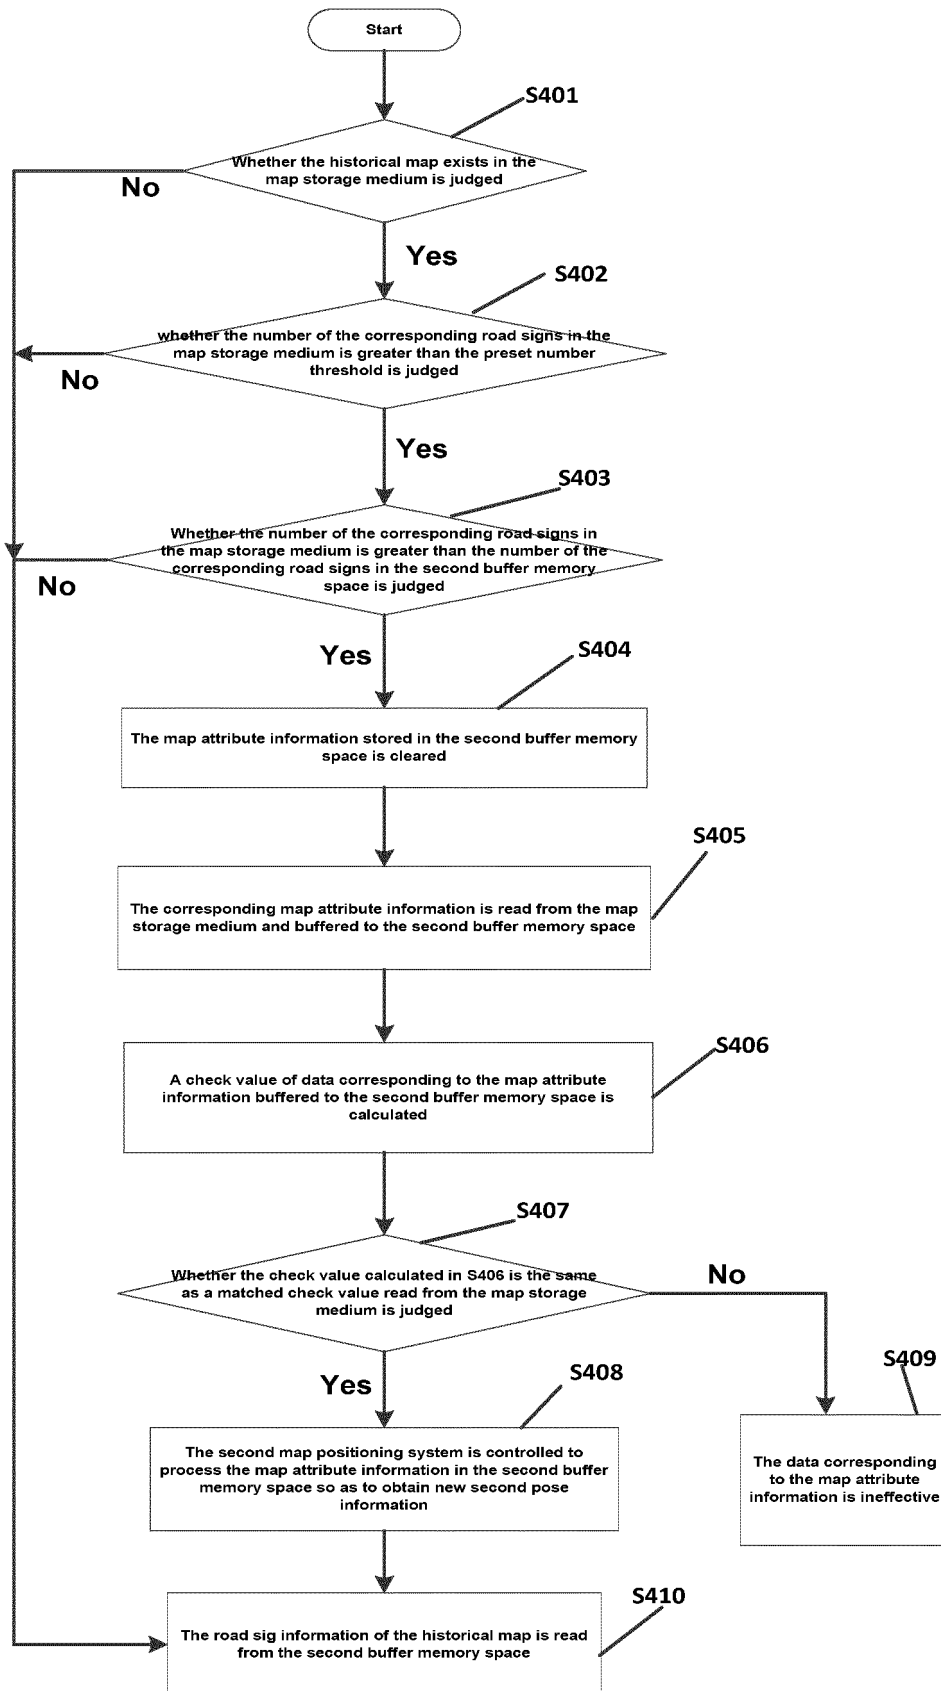 Start
S401
Whether the historical map exists in the
map storage medium is judged
No
Yes
S402
whether the number of the corresponding road signs in the
map storage medium is greater than the preset number
threshold is judged
No
Yes
S403
Whether the number of the corresponding road signs in
the map storage medium is greater than the number of the
corresponding road signs in the second buffer memory
space is judged
No
Yes
S404
The map attribute information stored in the second buffer memory
space is cleared
S405
The corresponding map attribute information is read from the map
storage medium and buffered to the second buffer memory space
S406
A check value of data corresponding to the map attribute
information buffered to the second buffer memory space is
calculated
S407
Whether the check value calculated in S406 is the same
as a matched check value read from the map storage
medium is judged
No
Yes
S408
The second map positioning system is controlled to
process the map attribute information in the second buffer
memory space so as to obtain new second pose
information
S409
The data corresponding
to the map attribute
information is ineffective
S410
The road sig information of the historical map is read
from the second buffer memory space